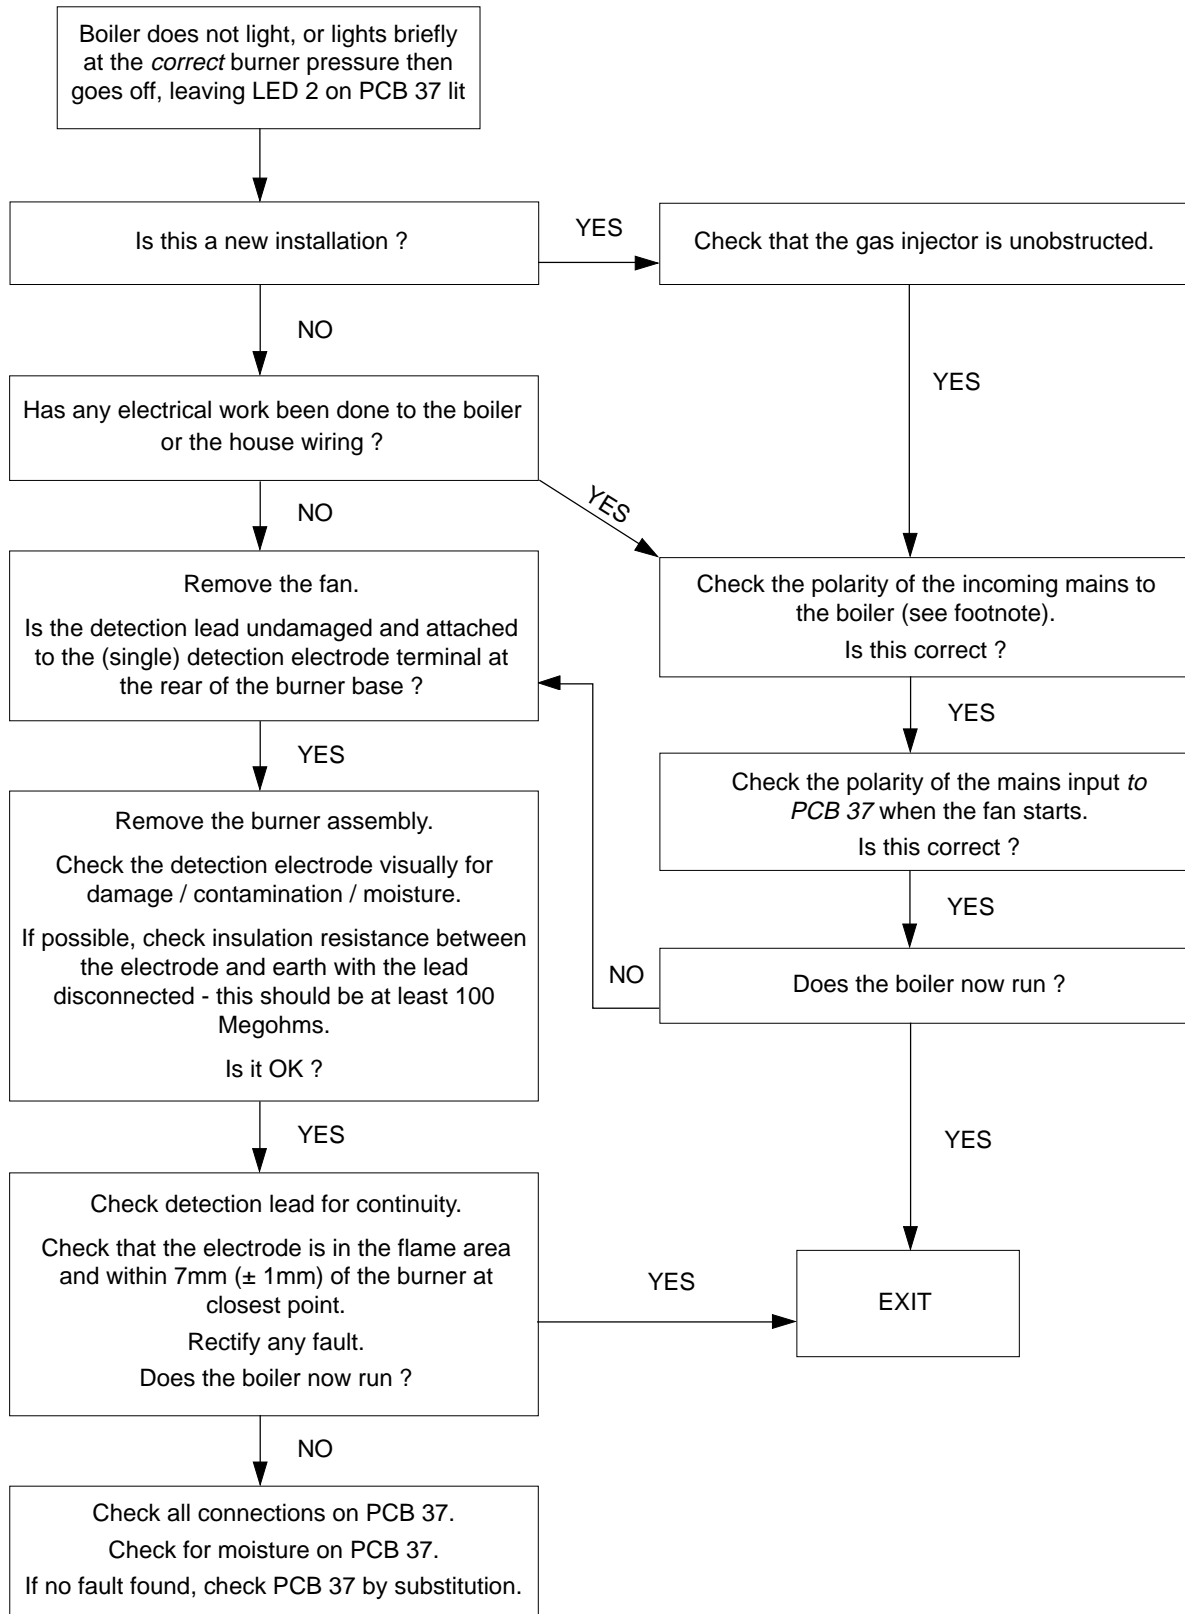 Boiler does not light, or lights briefly
at the correct burner pressure then
goes off, leaving LED 2 on PCB 37 lit
Is this a new installation ?
YES
Check that the gas injector is unobstructed.
NO
YES
Has any electrical work been done to the boiler
or the house wiring ?
YES
NO
Remove the fan.
Is the detection lead undamaged and attached
to the (single) detection electrode terminal at
the rear of the burner base ?
Check the polarity of the incoming mains to
the boiler (see footnote).
Is this correct ?
YES
YES
Remove the burner assembly.
Check the detection electrode visually for
damage / contamination / moisture.
If possible, check insulation resistance between
the electrode and earth with the lead
disconnected - this should be at least 100
Megohms.
Is it OK ?
Check the polarity of the mains input to
PCB 37 when the fan starts.
Is this correct ?
YES
NO
Does the boiler now run ?
YES
YES
Check detection lead for continuity.
Check that the electrode is in the flame area
and within 7mm (± 1mm) of the burner at
closest point.
Rectify any fault.
Does the boiler now run ?
YES
EXIT
NO
Check all connections on PCB 37.
Check for moisture on PCB 37.
If no fault found, check PCB 37 by substitution.